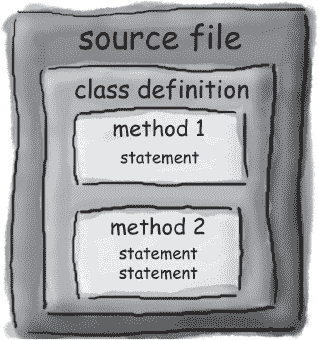 source file
class definition
method 1
statement
method 2
statement
statement